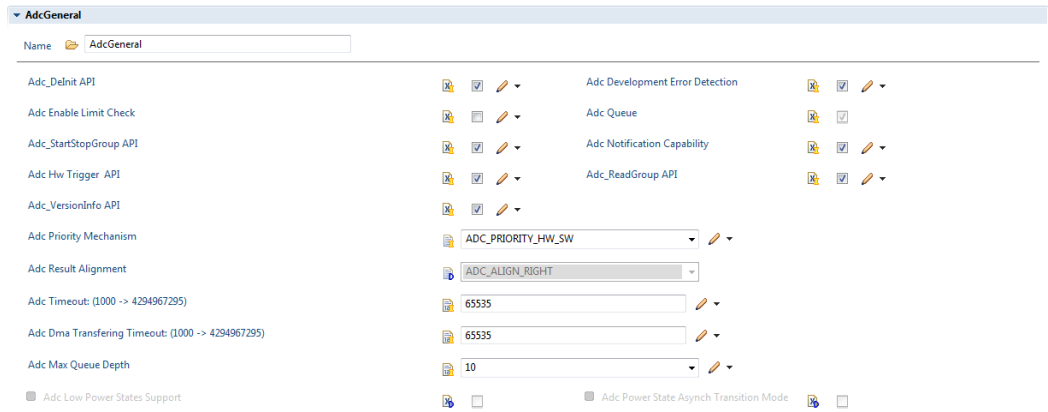 AdcGeneral
Name AdcGeneral
Adc_DeInit API Adc Development Error Detection
Adc Enable Limit Check Adc Queue
Adc_StartStopGroup API Adc Notification Capability
Adc Hw Trigger API Adc_ReadGroup API
Adc_VersionInfo API
Adc Priority Mechanism ADC_PRIORITY_HW_SW
Adc Result Alignment ADC_ALIGN_RIGHT
Adc Timeout: (1000 -> 4294967295) 65535
Adc Dma Transfering Timeout: (1000 -> 4294967295) 65535
Adc Max Queue Depth 10
Adc Low Power States Support Adc Power State Asynch Transition Mode